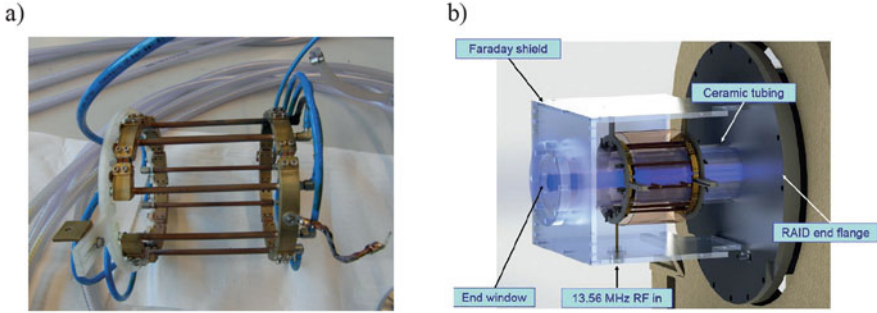 a)
b)
Faraday shield
Ceramic tubing
RAID end flange
End window
13.56 MHz RF in